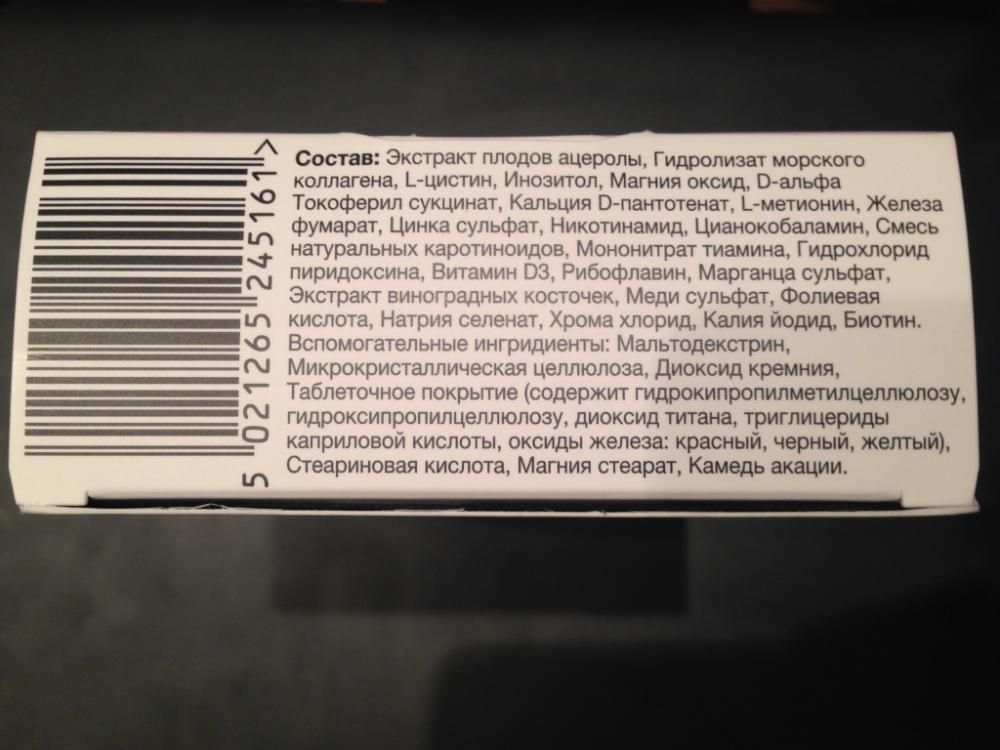 Состав: Экстракт плодов ацеролы, Гидролизат морского
коллагена, L-цистин, Инозитол, Магния оксид, D-альфа
Токоферил сукцинат, Кальция D-пантотенат, L-метионин, Железа
фумарат, Цинка сульфат, Никотинамид, Цианокобаламин, Смесь
натуральных каротиноидов, Мононитрат тиамина, Гидрохлорид
пиридоксина, Витамин D3, Рибофлавин, Марганца сульфат,
Экстракт виноградных косточек, Меди сульфат, Фолиевая
кислота, Натрия селенат, Хрома хлорид, Калия йодид, Биотин.
Вспомогательные ингридиенты: Мальтодекстрин,
Микрокристаллическая целлюлоза, Диоксид кремния,
Таблеточное покрытие (содержит гидрокипропилметилцеллюлозу,
гидроксипропилцеллюлозу, диоксид титана, триглицериды
каприловой кислоты, оксиды железа: красный, черный, желтый),
Стеариновая кислота, Магния стеарат, Камедь акации.
5 021265 245161 >